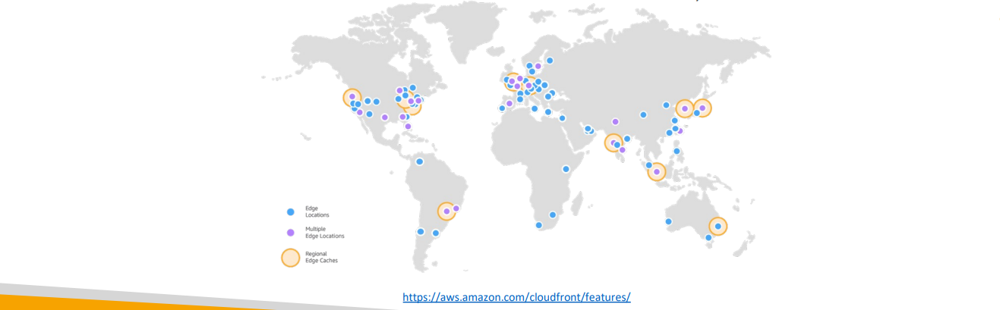 Edge
Locations
Multiple
Edge Locations
Regional
Edge Caches
https://aws.amazon.com/cloudfront/features/